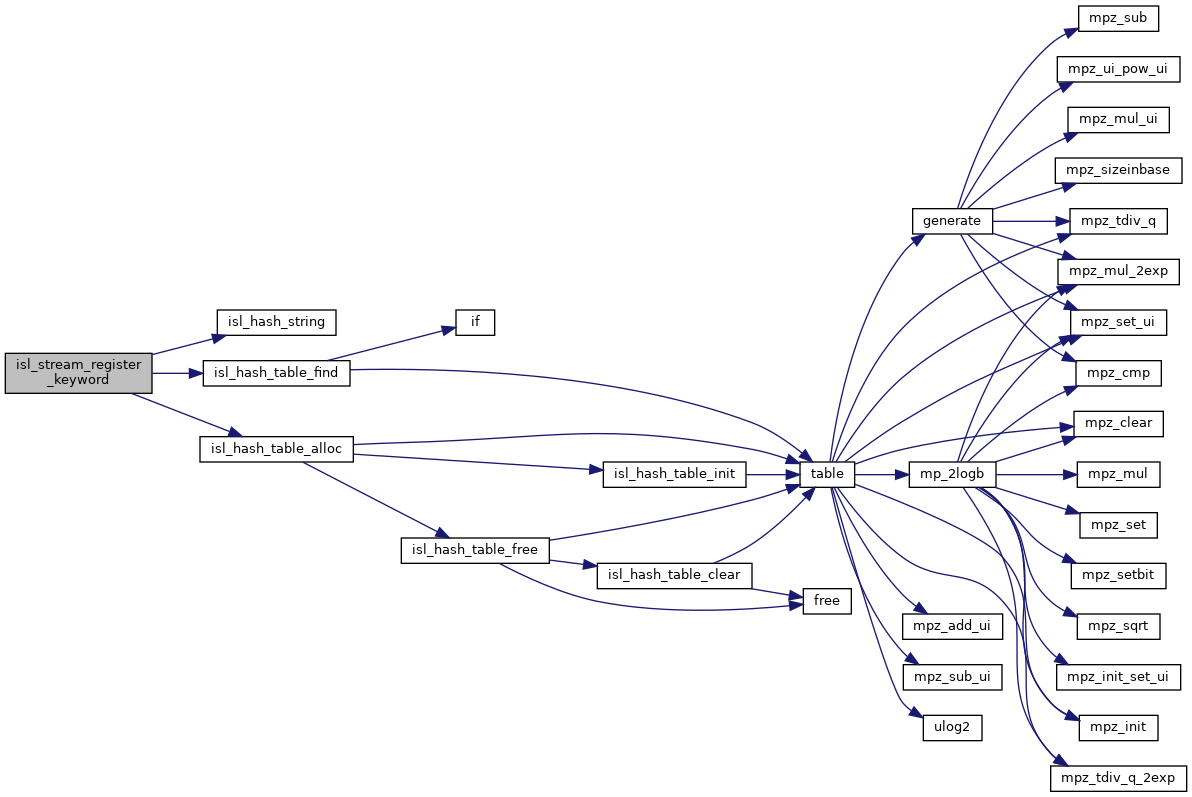 isl_stream_register
_keyword
isl_hash_string
isl_hash_table_find
isl_hash_table_alloc
if
isl_hash_table_init
isl_hash_table_free
isl_hash_table_clear
table
free
generate
mp_2logb
mpz_add_ui
mpz_sub_ui
ulog2
mpz_sub
mpz_ui_pow_ui
mpz_mul_ui
mpz_sizeinbase
mpz_tdiv_q
mpz_mul_2exp
mpz_set_ui
mpz_cmp
mpz_clear
mpz_mul
mpz_set
mpz_setbit
mpz_sqrt
mpz_init_set_ui
mpz_init
mpz_tdiv_q_2exp